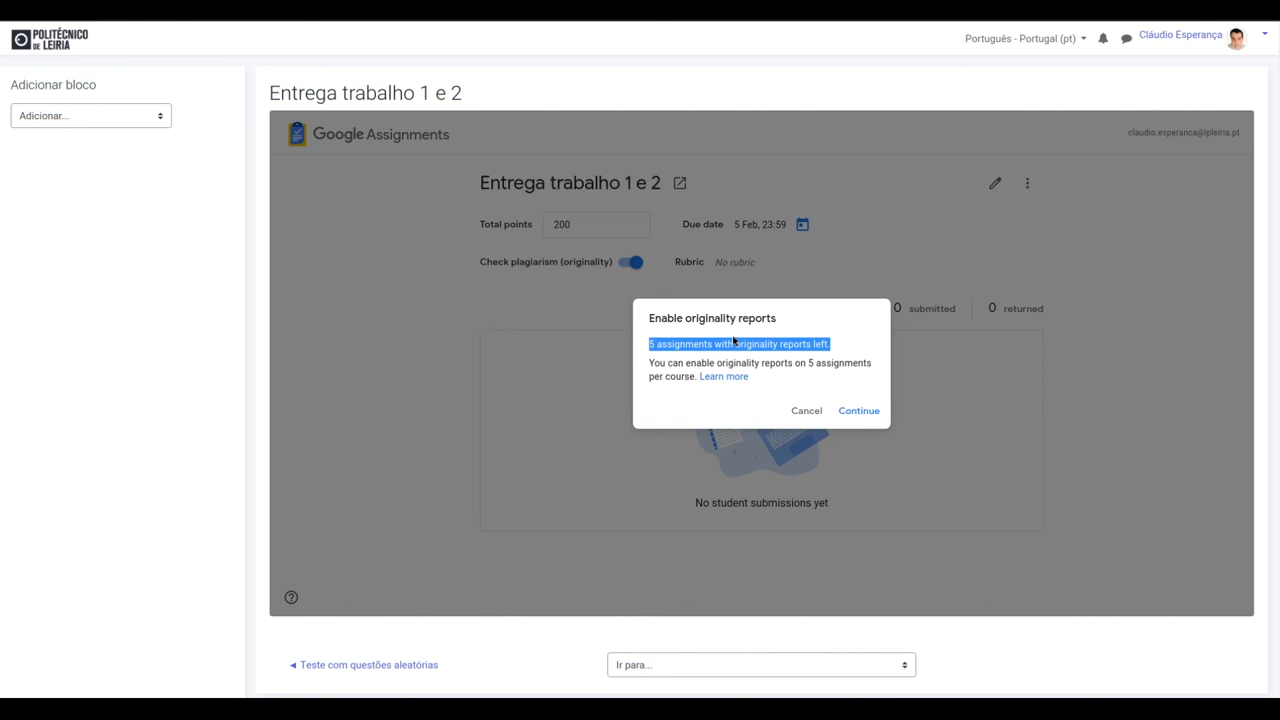 POLITÉCNICO
DE LEIRIA
Português - Portugal (pt)
Cláudio Esperança
Adicionar bloco
Adicionar...
Entrega trabalho 1 e 2
Google Assignments
claudio.esperanca@ipleiria.pt
Entrega trabalho 1 e 2
Total points 200 Due date 5 Feb, 23:59
Check plagiarism (originality) Rubric No rubric
0 submitted 0 returned
Enable originality reports
5 assignments with originality reports left.
You can enable originality reports on 5 assignments
per course. Learn more
Cancel Continue
No student submissions yet
◄ Teste com questões aleatórias
Ir para...